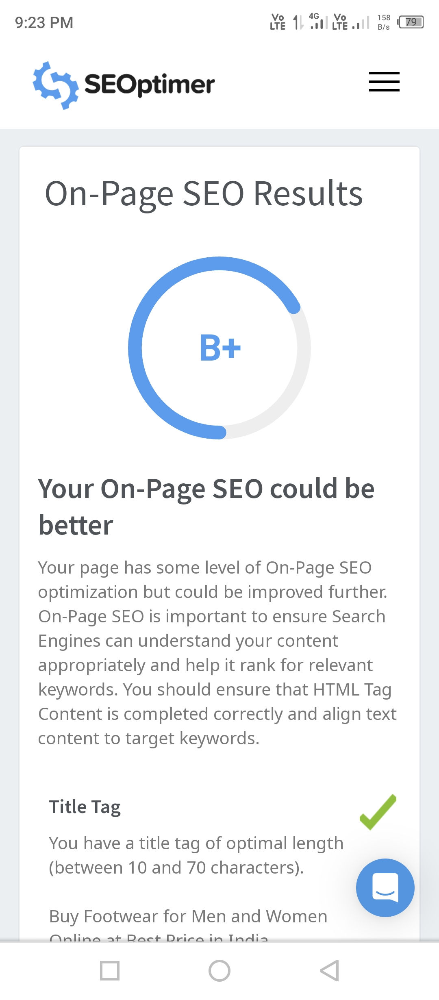 9:23 PM
Vo LTE 4G Vo LTE 158 B/s 79
SEOptimer
On-Page SEO Results
B+
Your On-Page SEO could be
better
Your page has some level of On-Page SEO
optimization but could be improved further.
On-Page SEO is important to ensure Search
Engines can understand your content
appropriately and help it rank for relevant
keywords. You should ensure that HTML Tag
Content is completed correctly and align text
content to target keywords.
Title Tag
You have a title tag of optimal length
(between 10 and 70 characters).
Buy Footwear for Men and Women
Online at Best Price in India